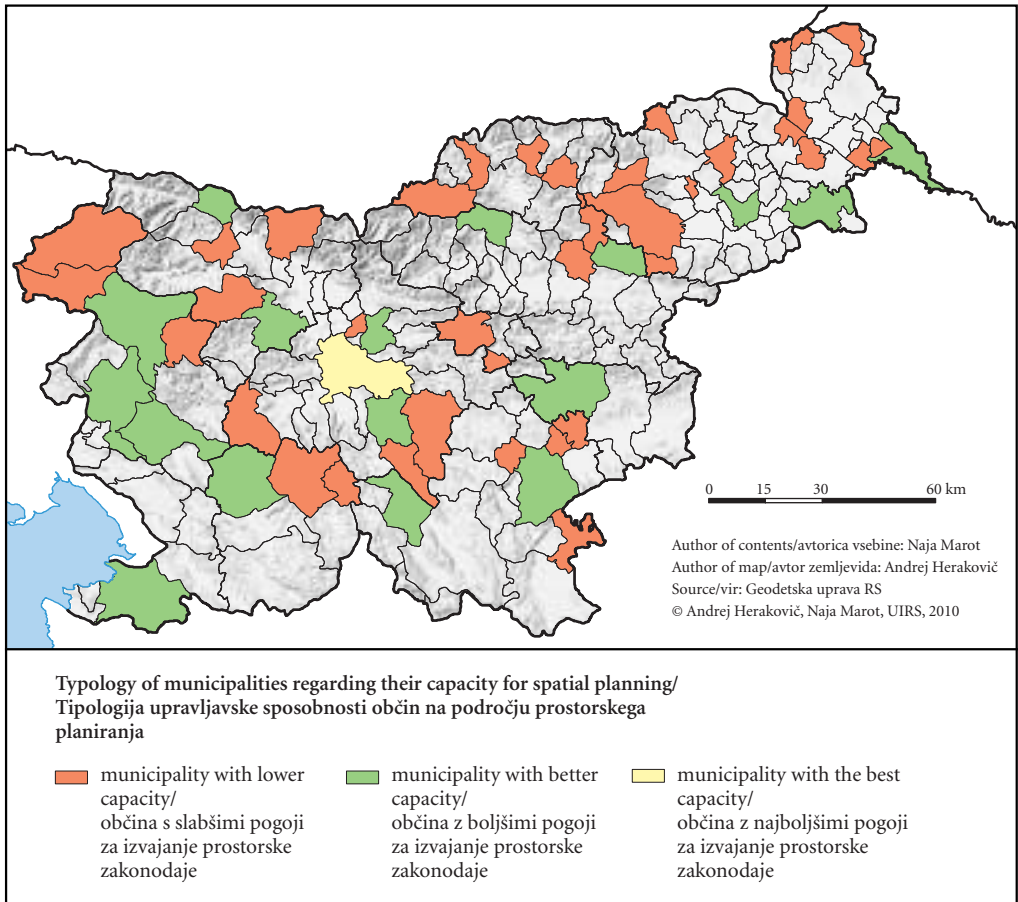 0 15 30 60 km
Author of contents/avtorica vsebine: Naja Marot
Author of map/avtor zemljevida: Andrej Herakovič
Source/vir: Geodetska uprava RS
© Andrej Herakovič, Naja Marot, UIRS, 2010
Typology of municipalities regarding their capacity for spatial planning/
Tipologija upravljavske sposobnosti občin na področju prostorskega
planiranja
municipality with lower
capacity/
občina s slabšimi pogoji
za izvajanje prostorske
zakonodaje
municipality with better
capacity/
občina z boljšimi pogoji
za izvajanje prostorske
zakonodaje
municipality with the best
capacity/
občina z najboljšimi pogoji
za izvajanje prostorske
zakonodaje